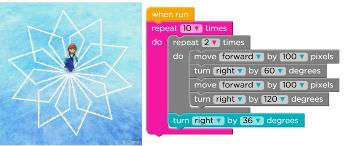 when run
repeat 10 times
do repeat 2 times
do move forward by 100 pixels
turn right by 60 degrees
move forward by 100 pixels
turn right by 120 degrees
turn right by 36 degrees